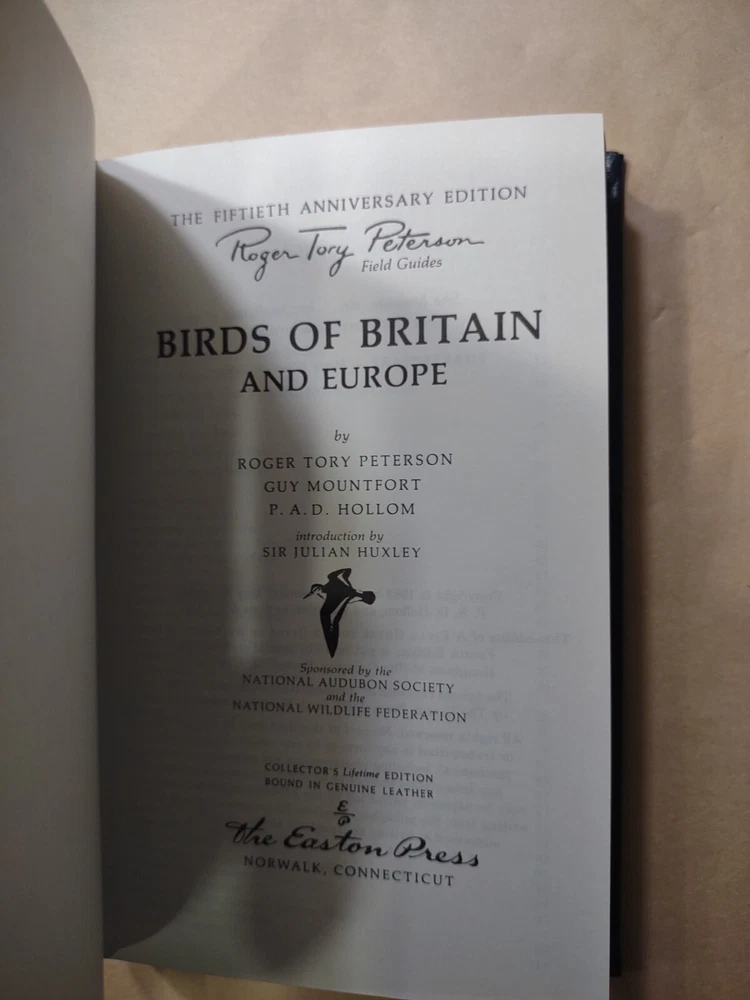 THE FIFTIETH ANNIVERSARY EDITION
Roger Tory Peterson
Field Guides
BIRDS OF BRITAIN
AND EUROPE
by
ROGER TORY PETERSON
GUY MOUNTFORT
P. A. D. HOLLOM
introduction by
SIR JULIAN HUXLEY
Sponsored by the
NATIONAL AUDUBON SOCIETY
and the
NATIONAL WILDLIFE FEDERATION
COLLECTOR'S Lifetime EDITION
BOUND IN GENUINE LEATHER
E
P
the Easton Press
NORWALK, CONNECTICUT